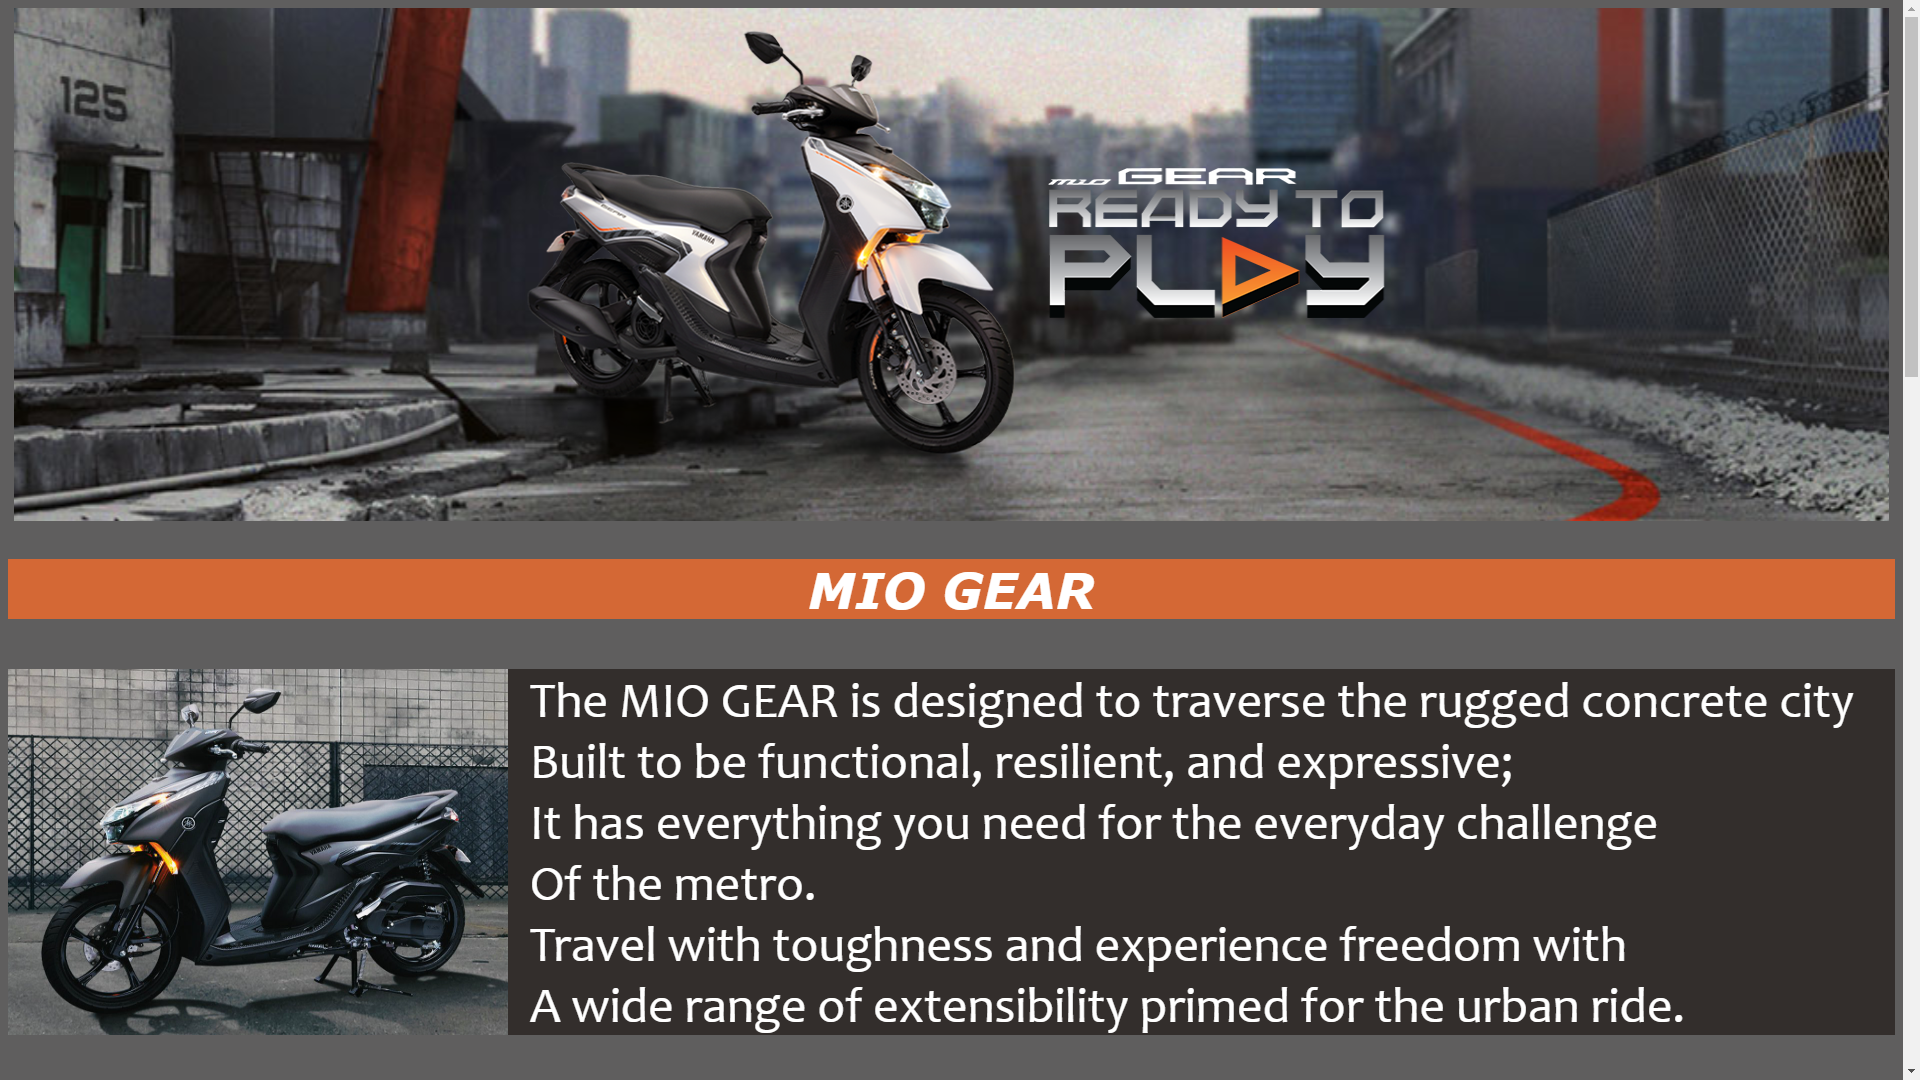 125
mio GEAR
READY TO
PLAY
YAMAHA
MIO GEAR
The MIO GEAR is designed to traverse the rugged concrete city
Built to be functional, resilient, and expressive;
It has everything you need for the everyday challenge
Of the metro.
Travel with toughness and experience freedom with
A wide range of extensibility primed for the urban ride.
YAMAHA